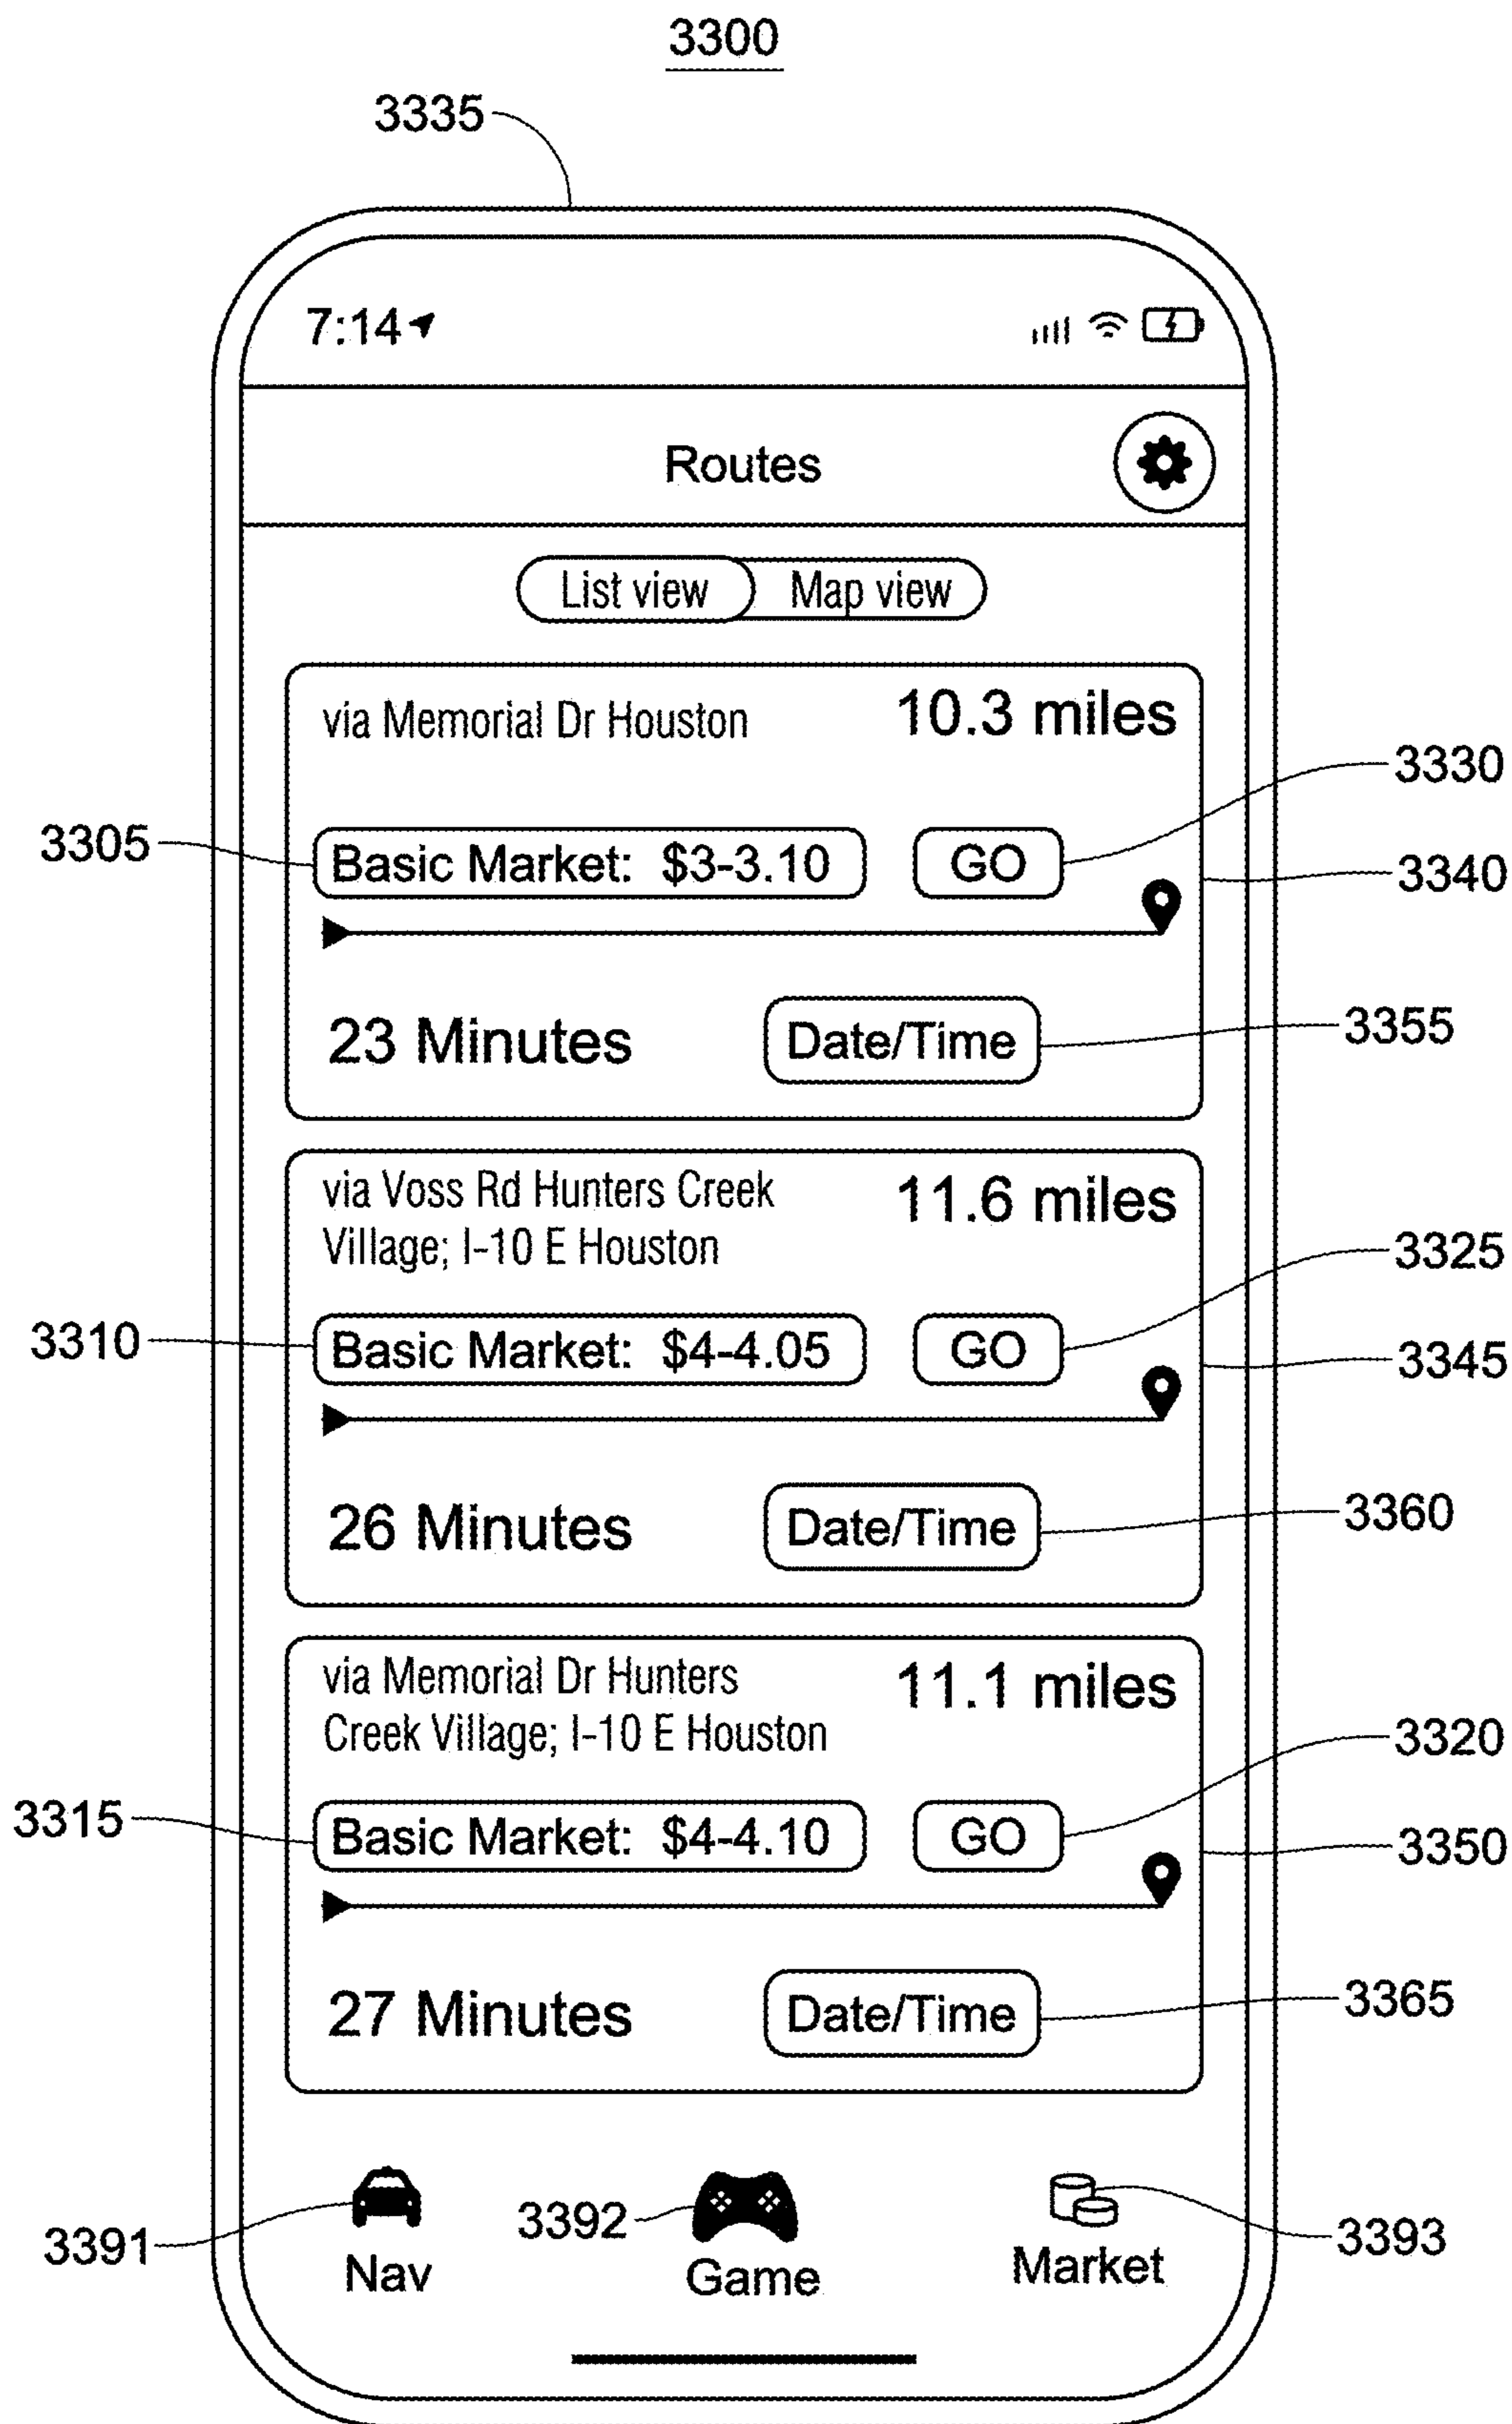 3300
3335
7:14
Routes
List view Map view
via Memorial Dr Houston 10.3 miles
3330
3305 Basic Market: $3-3.10 GO
3340
23 Minutes Date/Time 3355
via Voss Rd Hunters Creek 11.6 miles
Village; I-10 E Houston
3325
3310 Basic Market: $4-4.05 GO
3345
26 Minutes Date/Time 3360
via Memorial Dr Hunters 11.1 miles
Creek Village; I-10 E Houston
3320
3315 Basic Market: $4-4.10 GO
3350
27 Minutes Date/Time 3365
3391 3392 3393
Nav Game Market